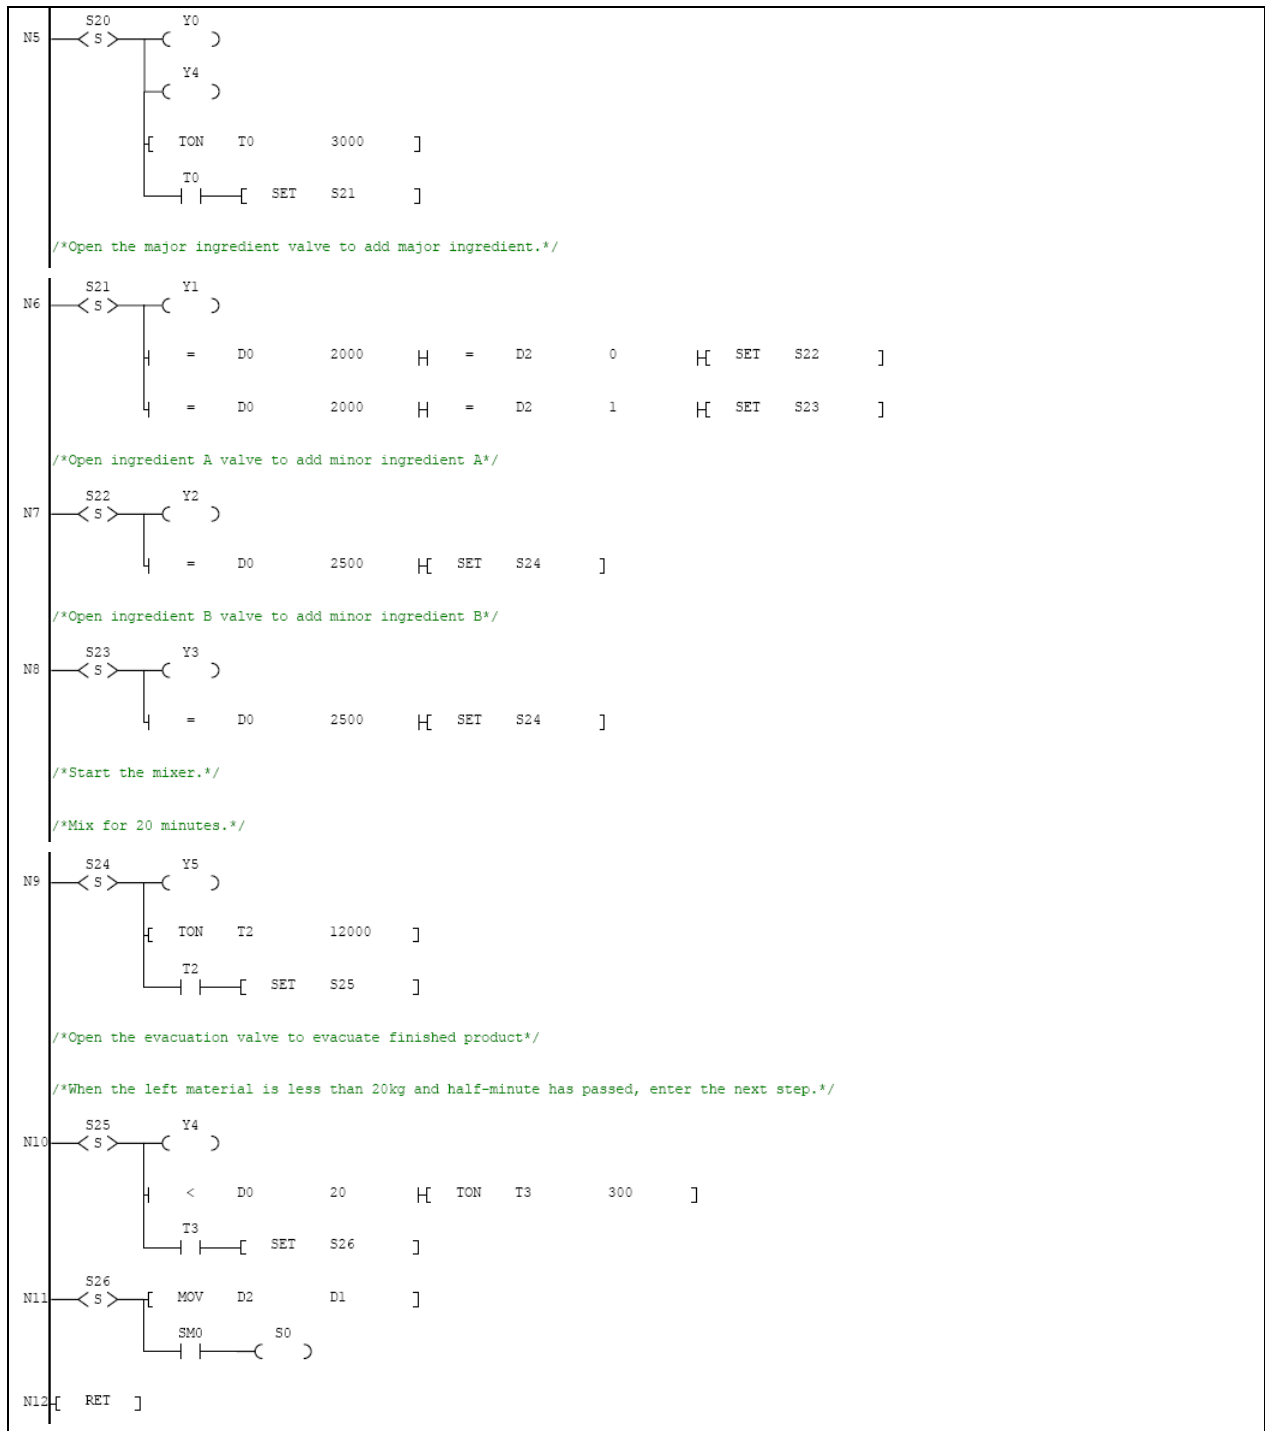 S20 Y0
N5 S
Y4
TON T0 3000
T0
SET S21
/*Open the major ingredient valve to add major ingredient.*/
S21 Y1
N6 S
= D0 2000 = D2 0 SET S22
= D0 2000 = D2 1 SET S23
/*Open ingredient A valve to add minor ingredient A*/
S22 Y2
N7 S
= D0 2500 SET S24
/*Open ingredient B valve to add minor ingredient B*/
S23 Y3
N8 S
= D0 2500 SET S24
/*Start the mixer.*/
/*Mix for 20 minutes.*/
S24 Y5
N9 S
TON T2 12000
T2
SET S25
/*Open the evacuation valve to evacuate finished product*/
/*When the left material is less than 20kg and half-minute has passed, enter the next step.*/
S25 Y4
N10 S
< D0 20 TON T3 300
T3
SET S26
S26
N11 S MOV D2 D1
SM0 S0
N12 RET